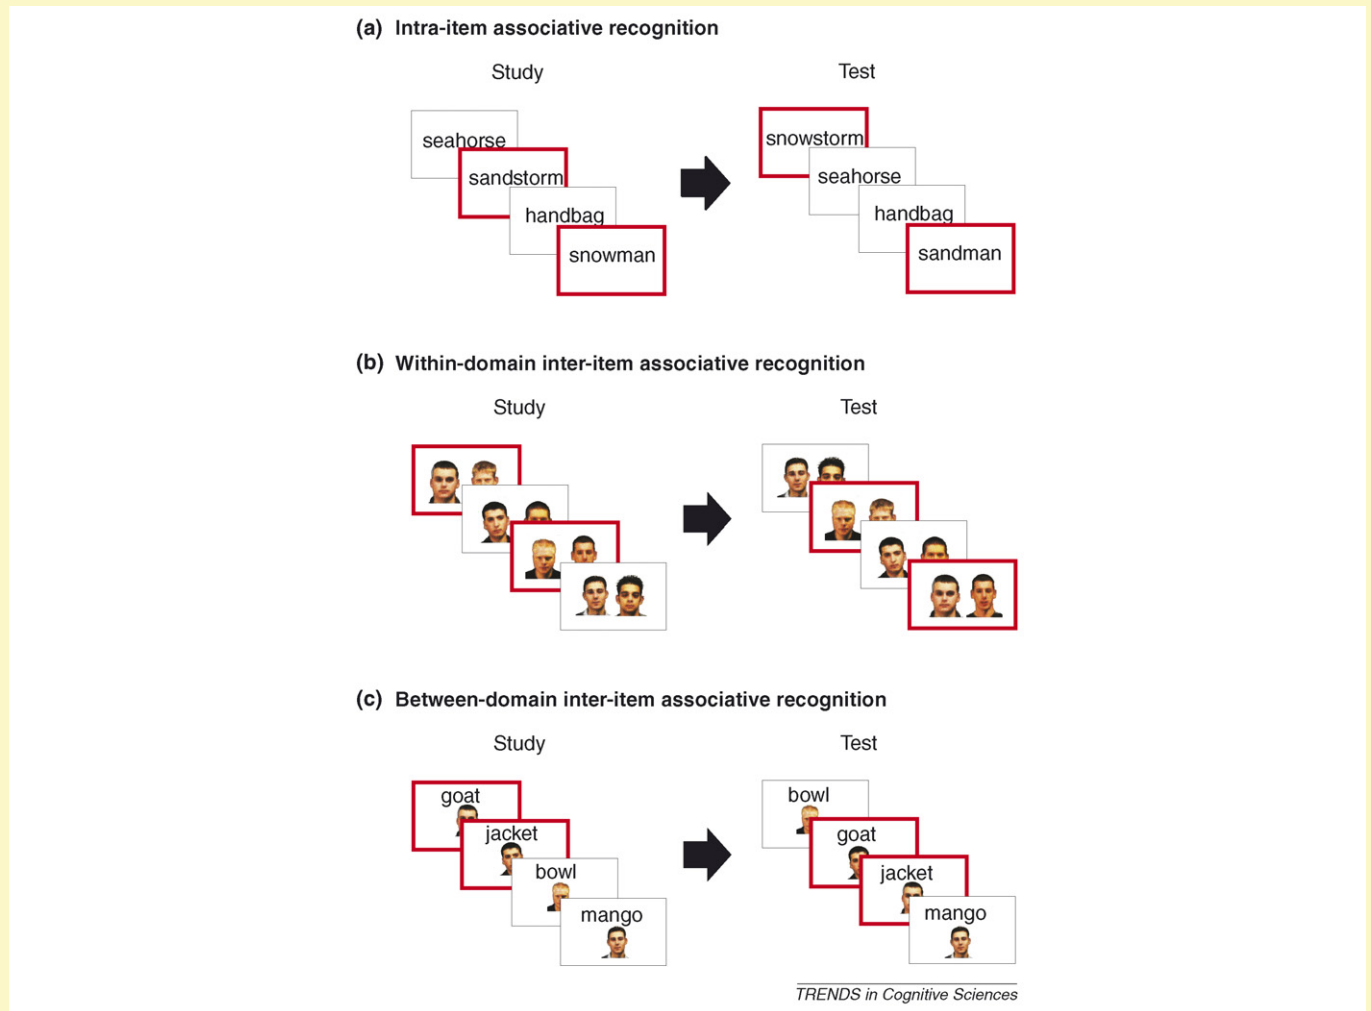 (a) Intra-item associative recognition
Study
Test
seahorse
sandstorm
handbag
snowman
snowstorm
seahorse
handbag
sandman
(b) Within-domain inter-item associative recognition
Study
Test
(c) Between-domain inter-item associative recognition
Study
Test
goat
jacket
bowl
mango
bowl
goat
jacket
mango
TRENDS in Cognitive Sciences